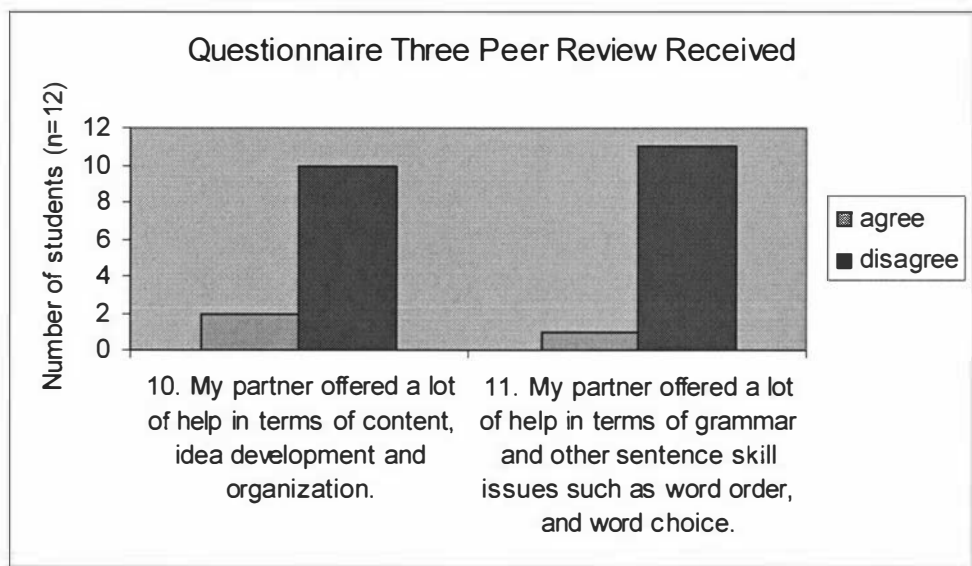 Questionnaire Three Peer Review Received
Number of students (n=12)
12
10
8
6
4
2
0
10. My partner offered a lot
of help in terms of content,
idea development and
organization.
11. My partner offered a lot
of help in terms of grammar
and other sentence skill
issues such as word order,
and word choice.
agree
disagree